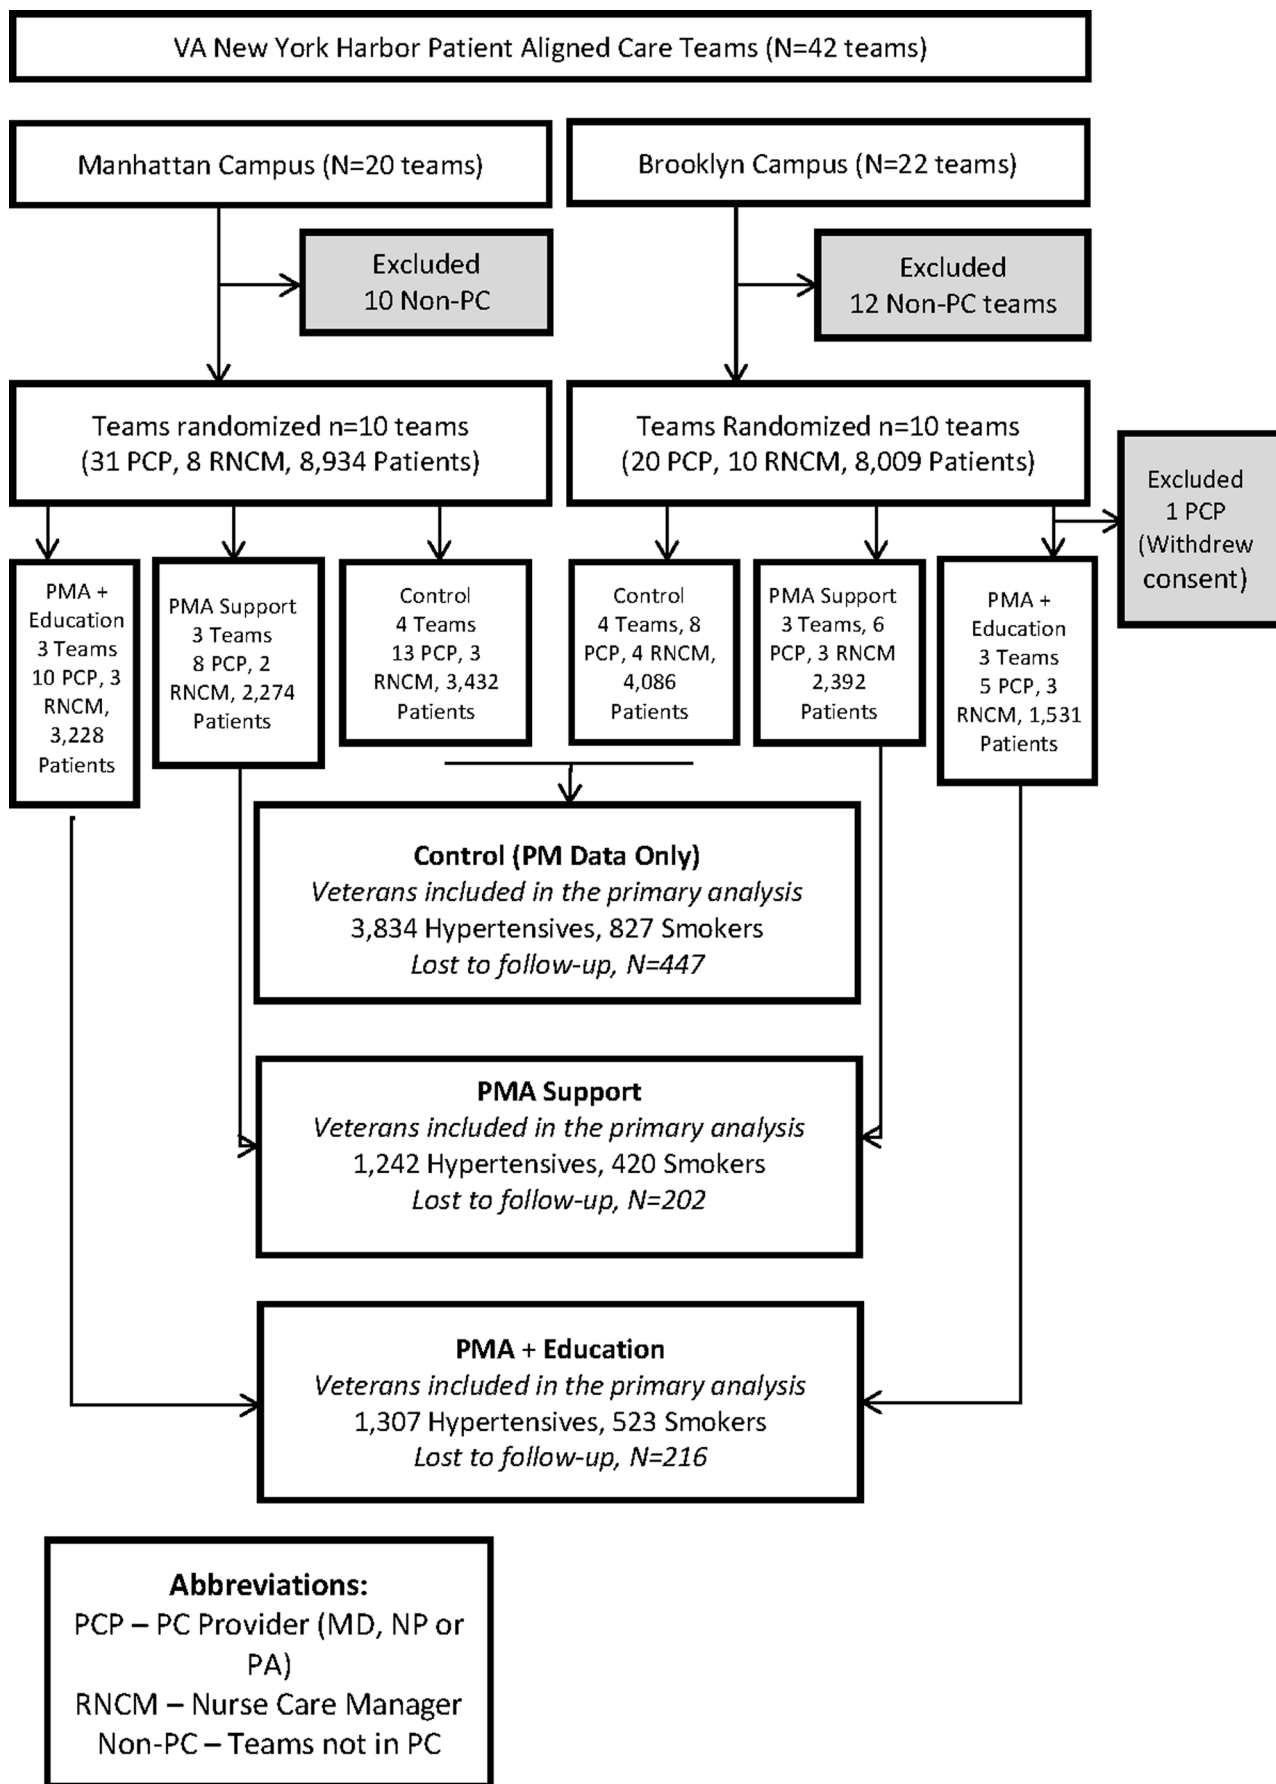 VA New York Harbor Patient Aligned Care Teams (N=42 teams)
Manhattan Campus (N=20 teams)
Brooklyn Campus (N=22 teams)
Excluded
10 Non-PC
Excluded
12 Non-PC teams
Teams randomized n=10 teams
(31 PCP, 8 RNCM, 8,934 Patients)
Teams Randomized n=10 teams
(20 PCP, 10 RNCM, 8,009 Patients)
Excluded
1 PCP
(Withdrew
consent)
PMA +
Education
3 Teams
10 PCP, 3
RNCM,
3,228
Patients
PMA Support
3 Teams
8 PCP, 2
RNCM, 2,274
Patients
Control
4 Teams
13 PCP, 3
RNCM, 3,432
Patients
Control
4 Teams, 8
PCP, 4 RNCM,
4,086
Patients
PMA Support
3 Teams, 6
PCP, 3 RNCM
2,392
Patients
PMA +
Education
3 Teams
5 PCP, 3
RNCM, 1,531
Patients
Control (PM Data Only)
Veterans included in the primary analysis
3,834 Hypertensives, 827 Smokers
Lost to follow-up, N=447
PMA Support
Veterans included in the primary analysis
1,242 Hypertensives, 420 Smokers
Lost to follow-up, N=202
PMA + Education
Veterans included in the primary analysis
1,307 Hypertensives, 523 Smokers
Lost to follow-up, N=216
Abbreviations:
PCP – PC Provider (MD, NP or
PA)
RNCM – Nurse Care Manager
Non-PC – Teams not in PC